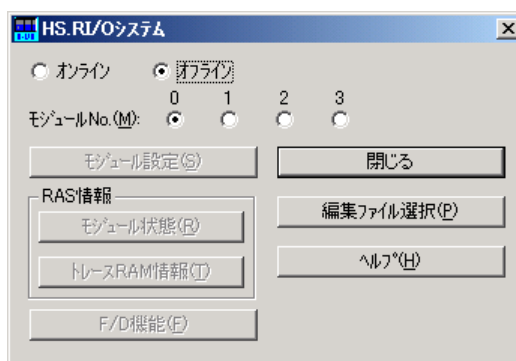 HS.RI/Oシステム
オンライン オフライン
0 1 2 3
モジュールNo.(M):
モジュール設定(S) 閉じる
RAS情報
編集ファイル選択(P)
モジュール状態(R)
ヘルプ(H)
トレースRAM情報(T)
F/D機能(F)